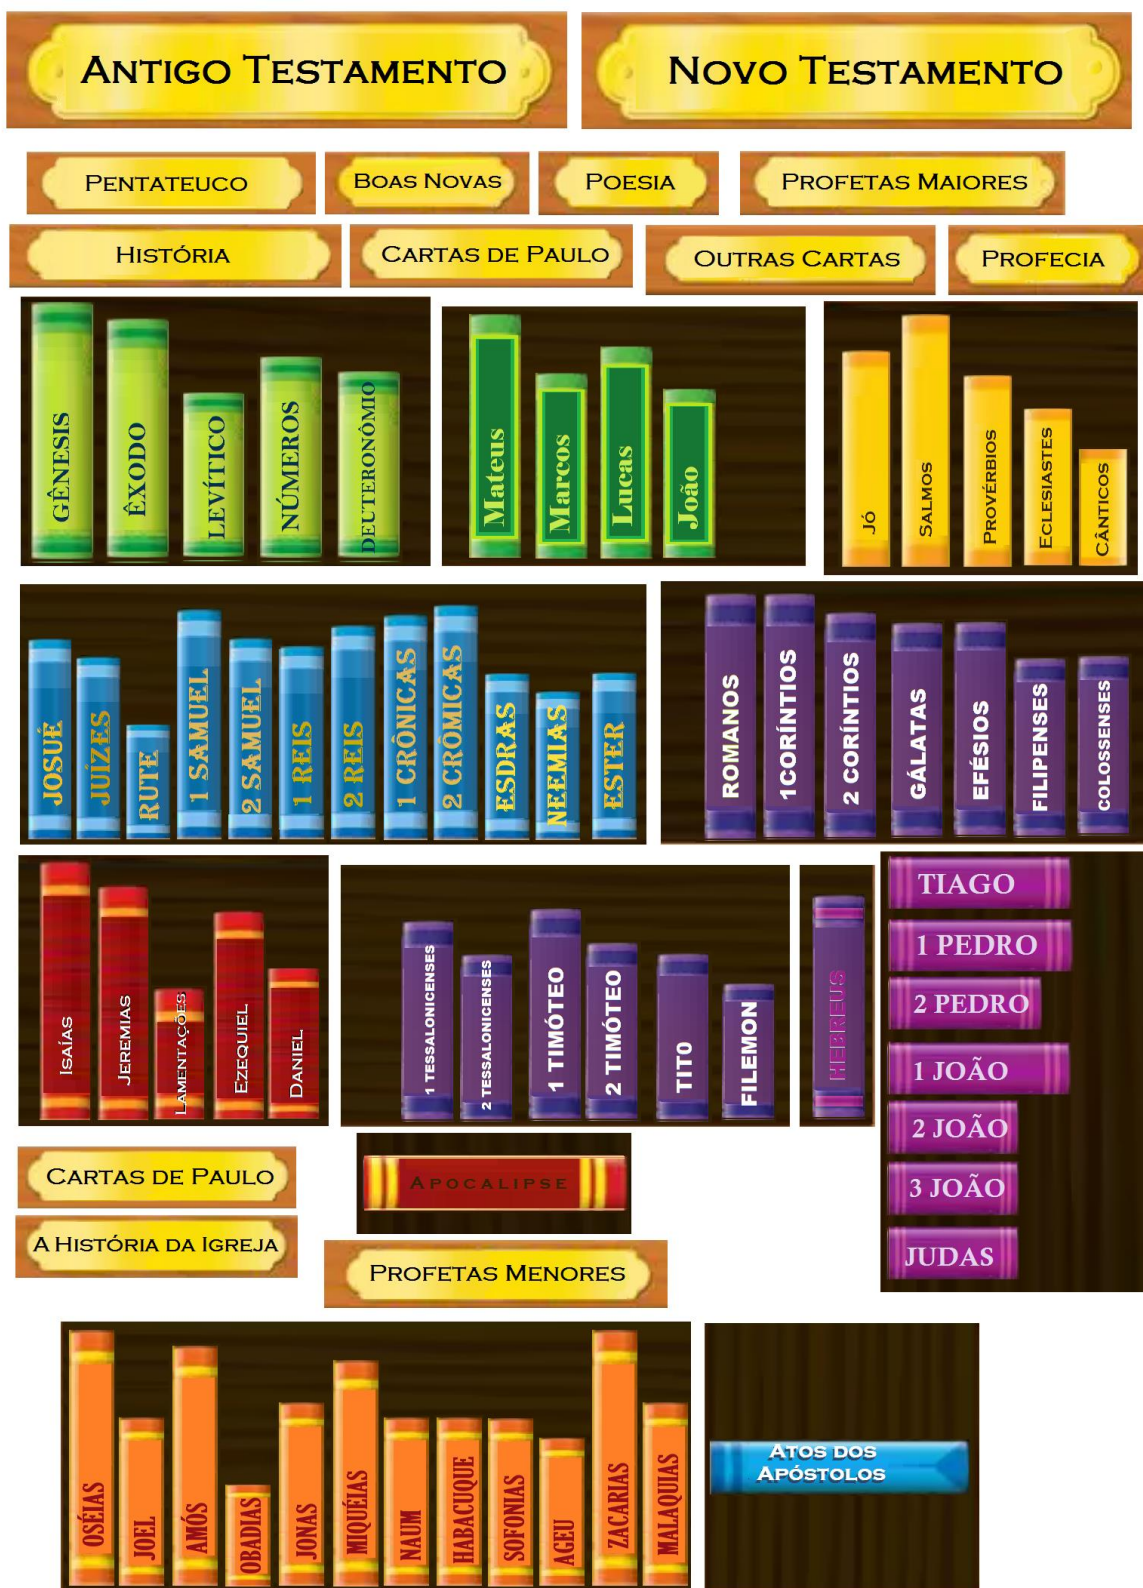 ANTIGO TESTAMENTO
NOVO TESTAMENTO
PENTATEUCO
BOAS NOVAS
POESIA
PROFETAS MAIORES
HISTÓRIA
CARTAS DE PAULO
OUTRAS CARTAS
PROFECIA
GÊNESIS
ÊXODO
LEVÍTICO
NÚMEROS
DEUTERONÔMIO
Mateus
Marcos
Lucas
João
JÓ
SALMOS
PROVÉRBIOS
ECLESIASTES
CÂNTICOS
JOSUÉ
JUÍZES
RUTE
1 SAMUEL
2 SAMUEL
1 REIS
2 REIS
1 CRÔNICAS
2 CRÔMICAS
ESDRAS
NEEMIAS
ESTER
ROMANOS
1CORÍNTIOS
2 CORÍNTIOS
GÁLATAS
EFÉSIOS
FILIPENSES
COLOSSENSES
ISAÍAS
JEREMIAS
LAMENTAÇÕES
EZEQUIEL
DANIEL
1 TESSALONICENSES
2 TESSALONICENSES
1 TIMÓTEO
2 TIMÓTEO
TITO
FILEMON
HEBREUS
TIAGO
1 PEDRO
2 PEDRO
1 JOÃO
2 JOÃO
3 JOÃO
JUDAS
CARTAS DE PAULO
APOCALIPSE
A HISTÓRIA DA IGREJA
PROFETAS MENORES
OSÉIAS
JOEL
AMÓS
OBADIAS
JONAS
MIQUÉIAS
NAUM
HABACUQUE
SOFONIAS
AGEU
ZACARIAS
MALAQUIAS
ATOS DOS
APÓSTOLOS